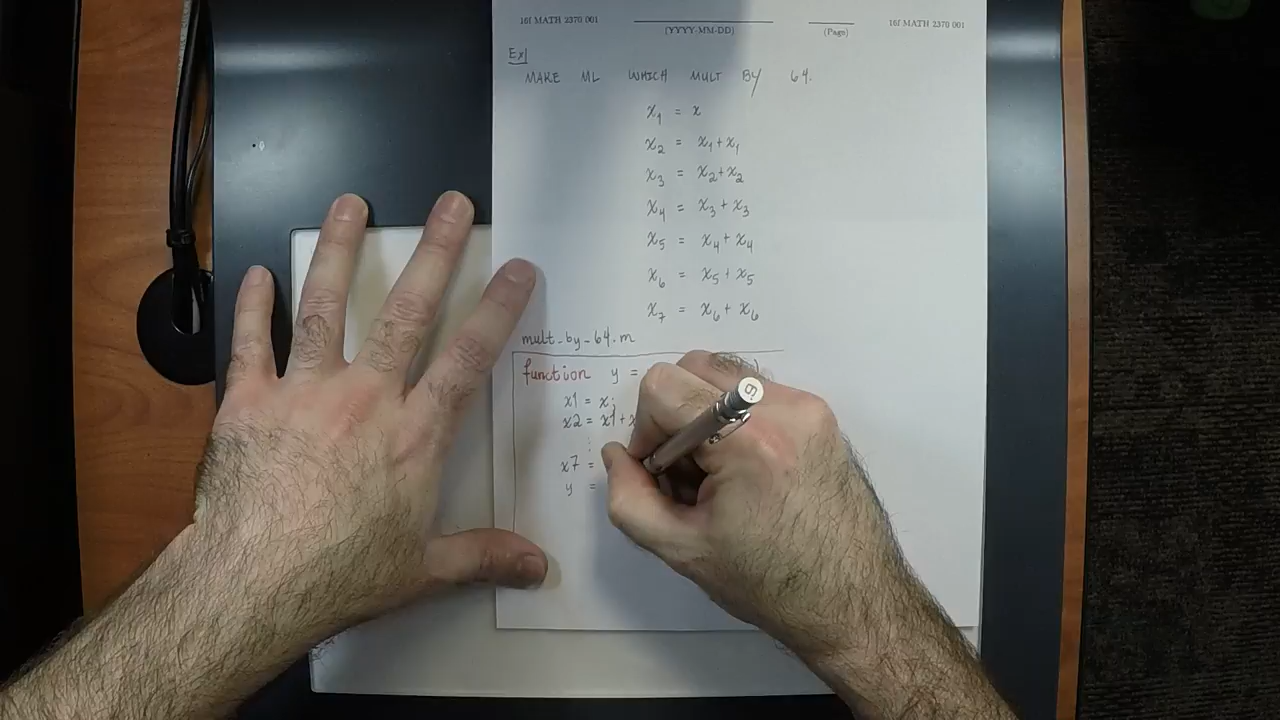 16f MATH 2370 001 16f MATH 2370 001
(YYYY-MM-DD) (Page)
Ex|
MAKE ML WHICH MULT BY 64.
x₁ = x
x₂ = x₁ + x₁
x₃ = x₂ + x₂
x₄ = x₃ + x₃
x₅ = x₄ + x₄
x₆ = x₅ + x₅
x₇ = x₆ + x₆
mult_by_64.m
function y = )
x1 = x;
x2 = x1 + x
⋮
x7 =
y =